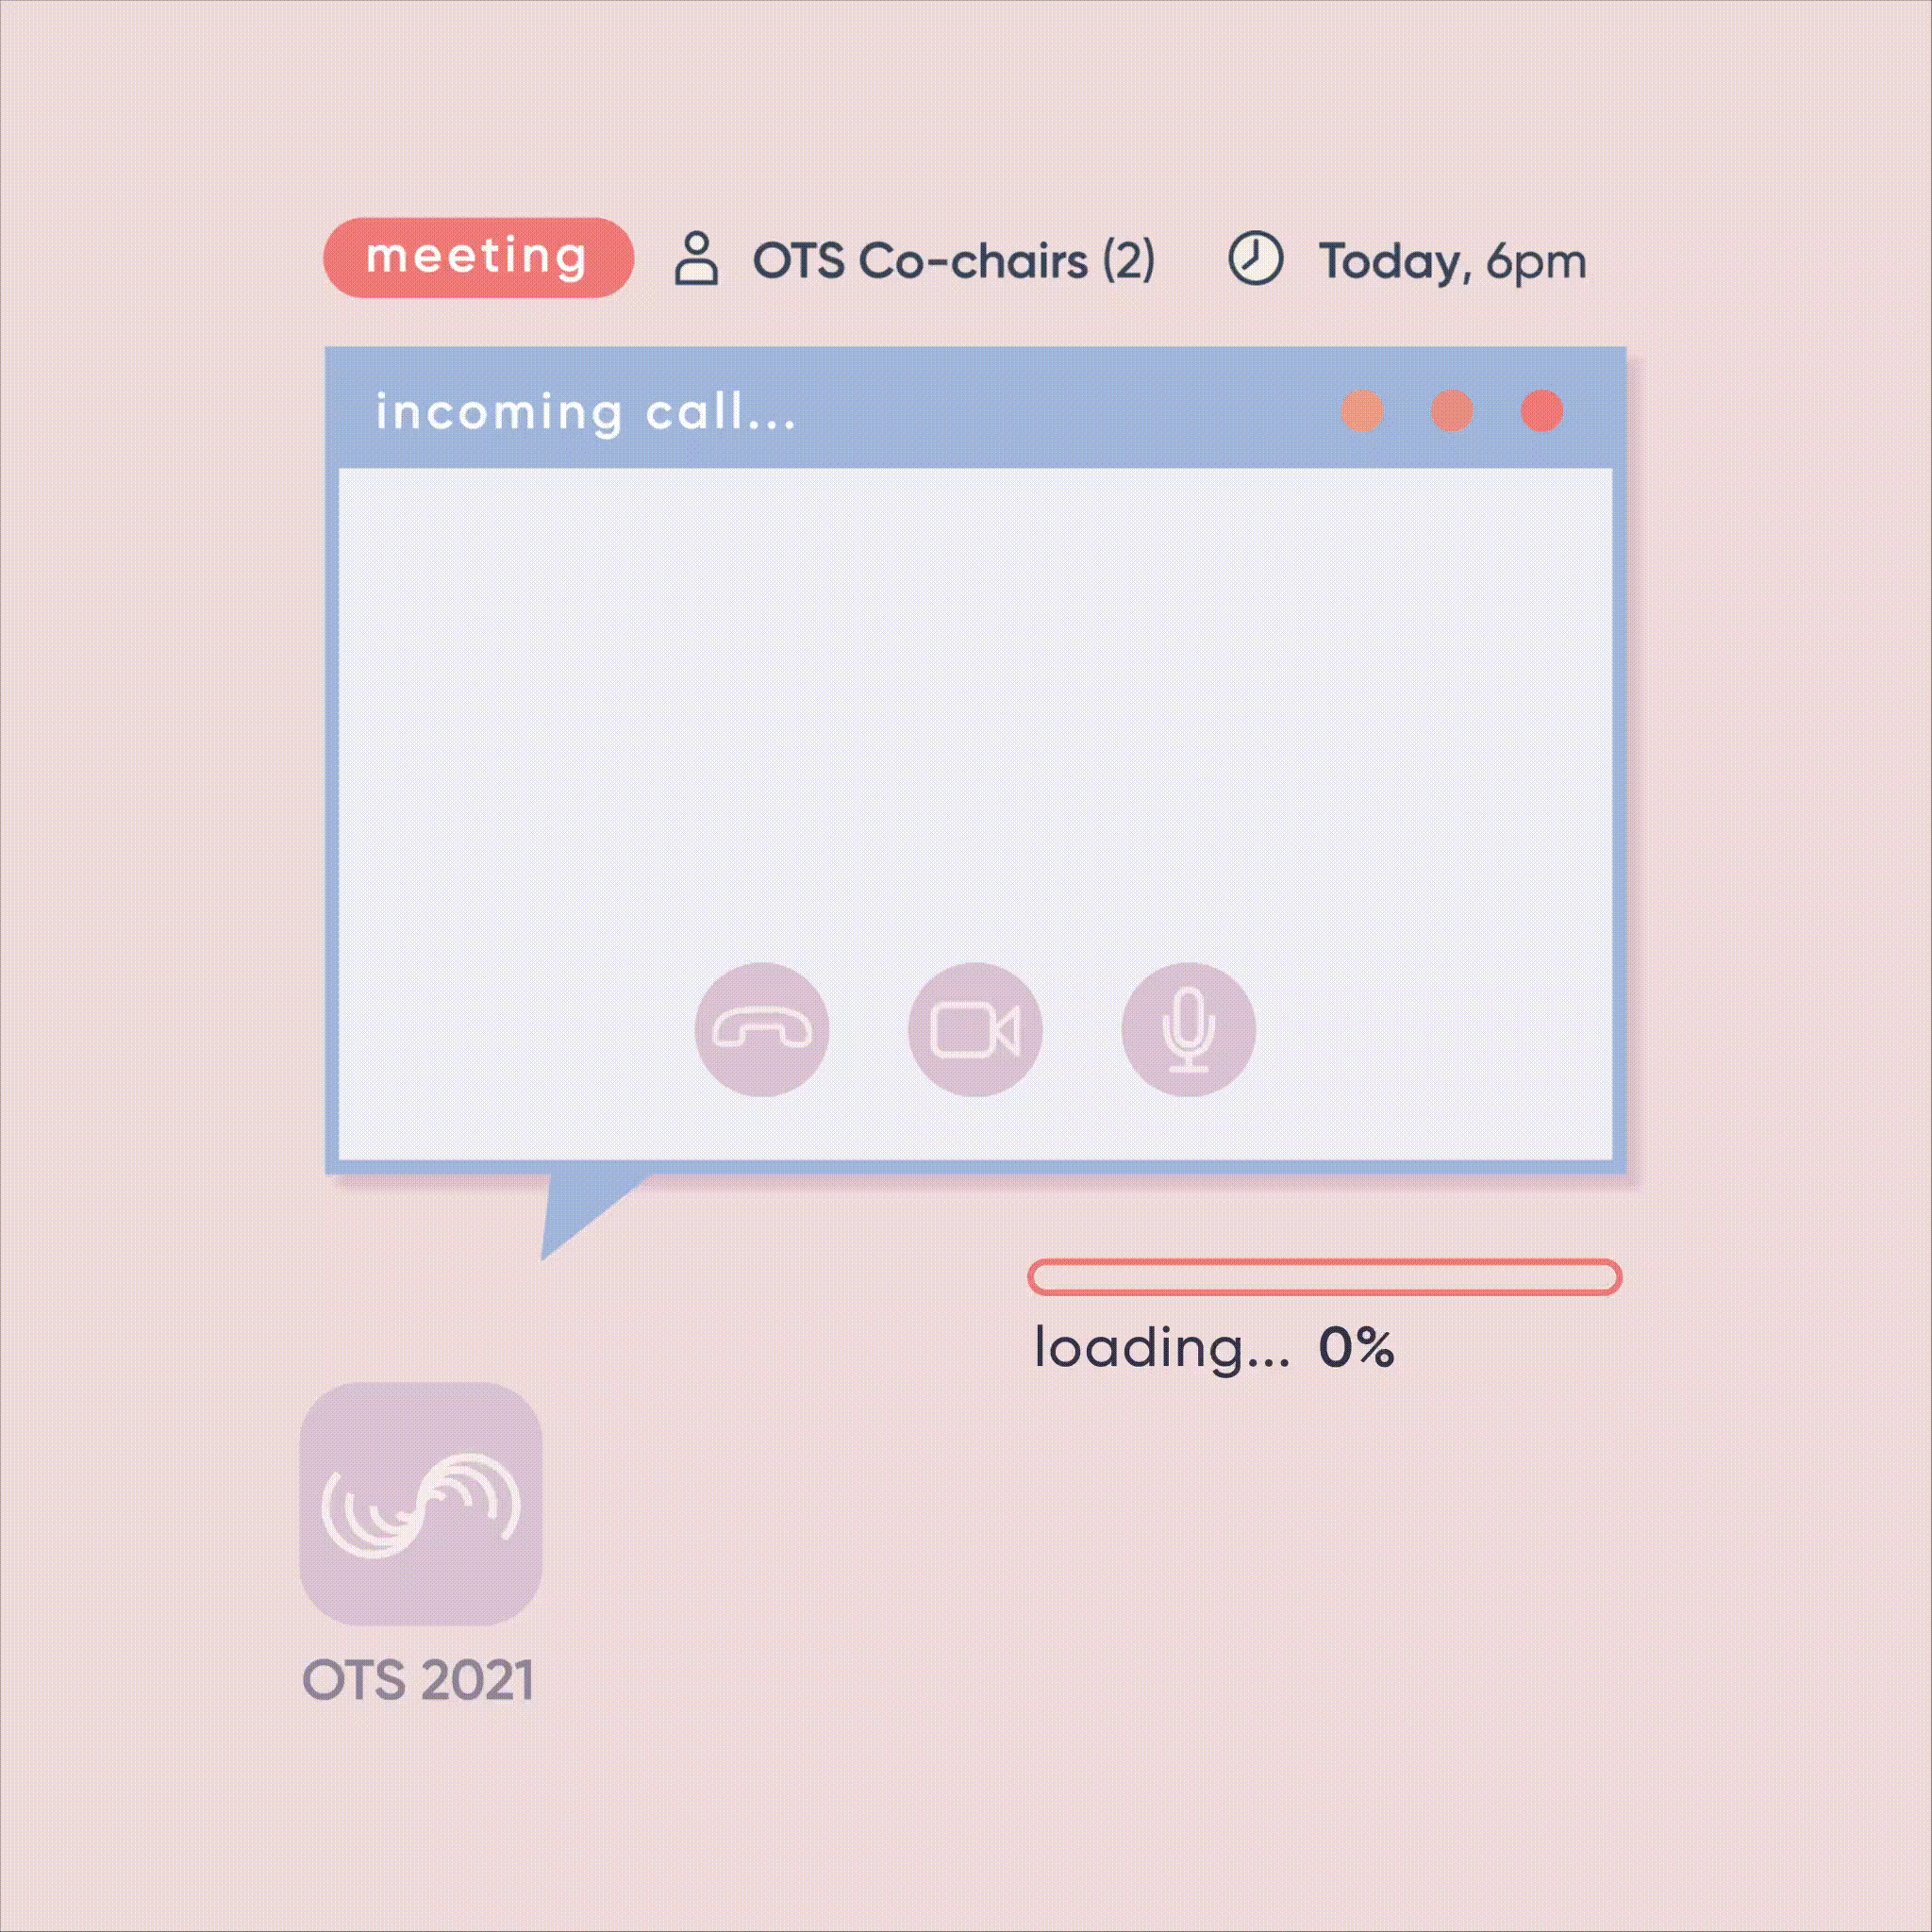 meeting OTS Co-chairs (2) Today, 6pm
incoming call...
loading... 0%
OTS 2021